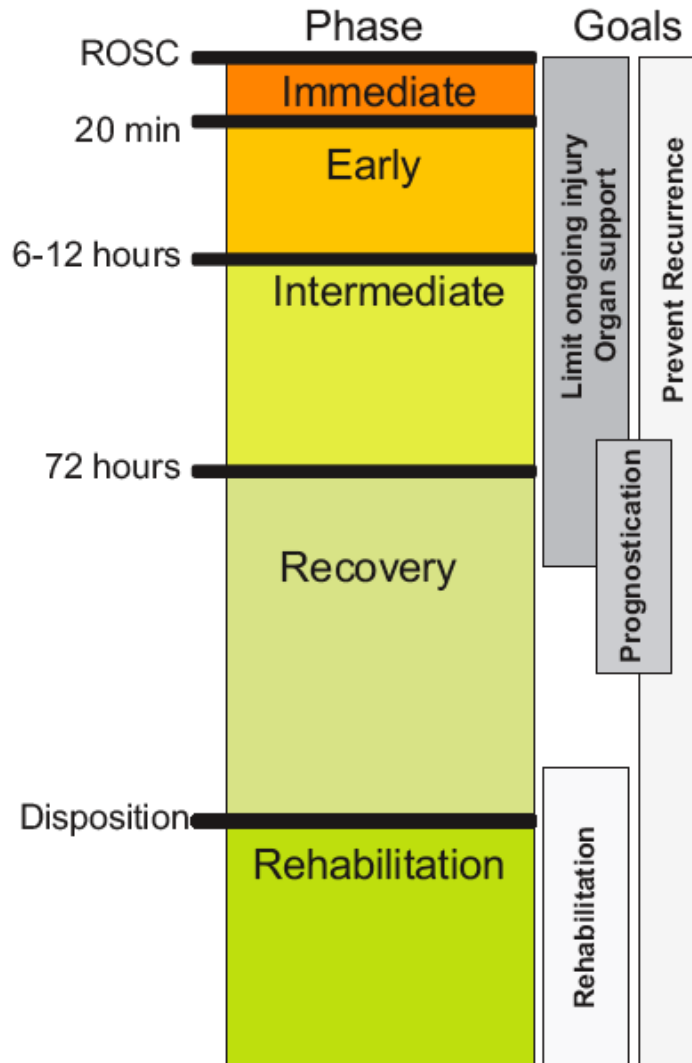 Phase
Goals
ROSC
Immediate
20 min
Early
6-12 hours
Intermediate
72 hours
Recovery
Disposition
Rehabilitation
Limit ongoing injury
Organ support
Prevent Recurrence
Prognostication
Rehabilitation